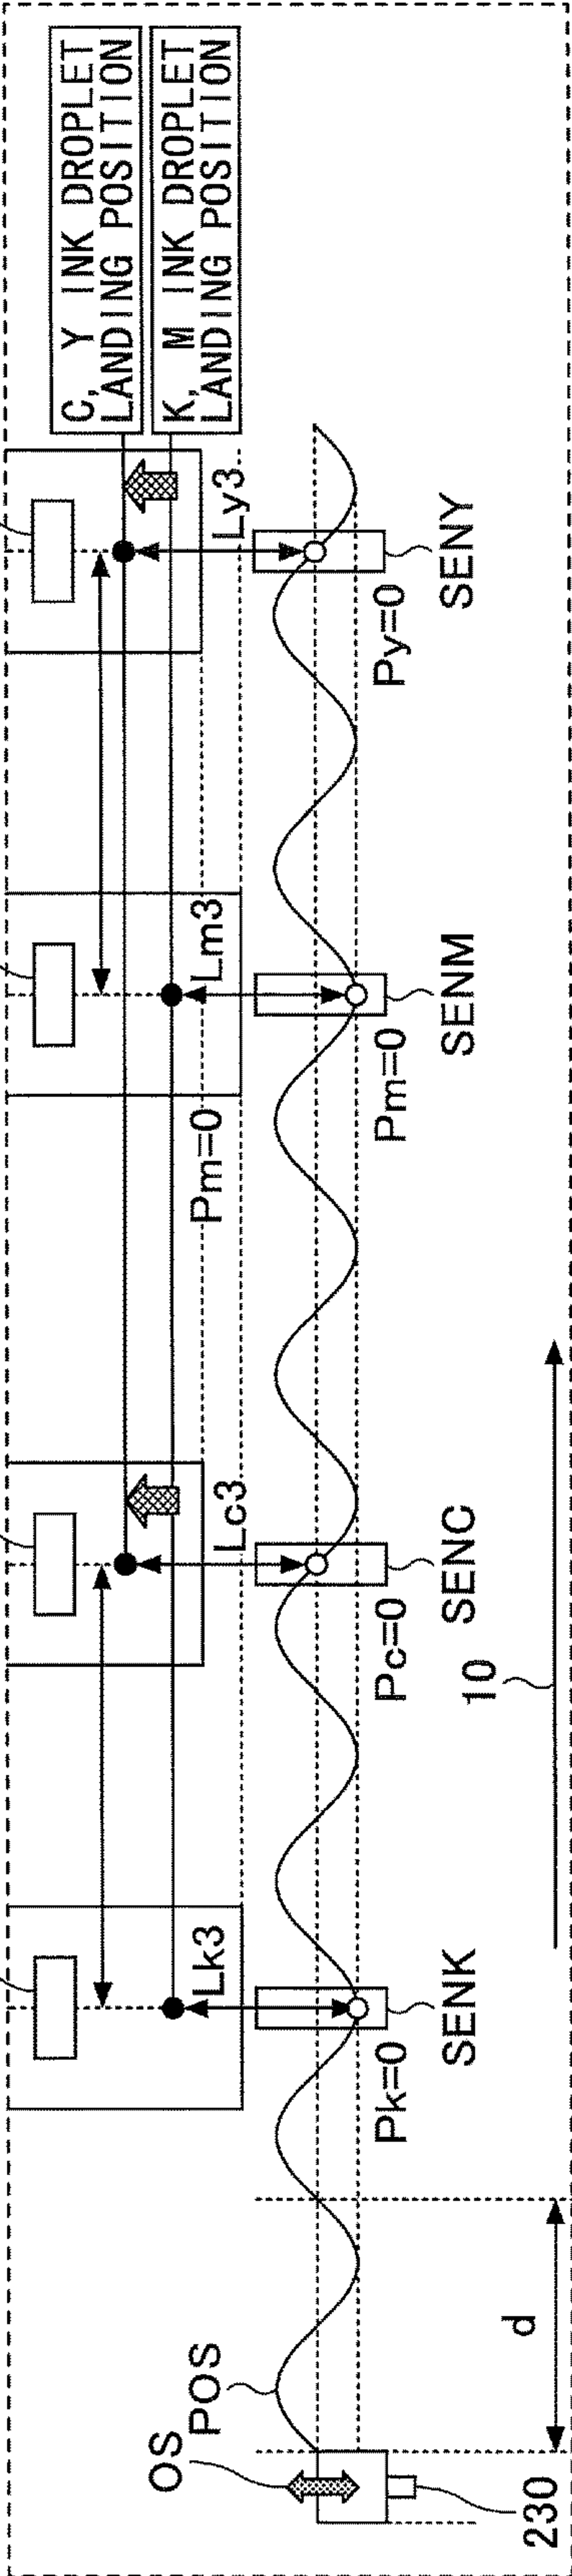 C, Y INK DROPLET
LANDING POSITION
K, M INK DROPLET
LANDING POSITION
Lk3
Lc3
Pm=0
Lm3
Ly3
OS
POS
Pk=0
Pc=0
Pm=0
Py=0
SENK
SENC
SENM
SENY
230
d
10